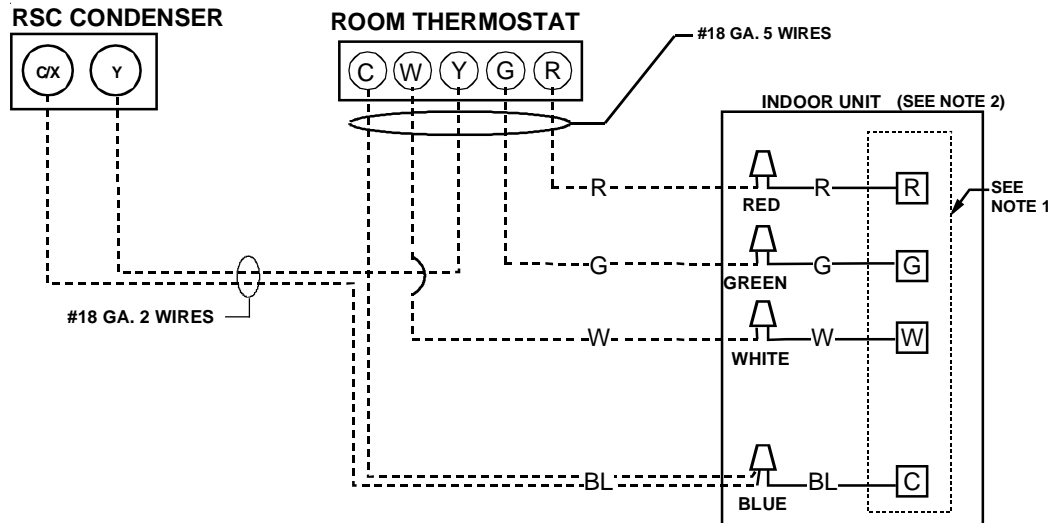 RSC CONDENSER
ROOM THERMOSTAT
#18 GA. 5 WIRES
C/X Y
C W Y G R
INDOOR UNIT (SEE NOTE 2)
R R R
RED
SEE
NOTE 1
G G G
GREEN
#18 GA. 2 WIRES
W W W
WHITE
BL BL C
BLUE